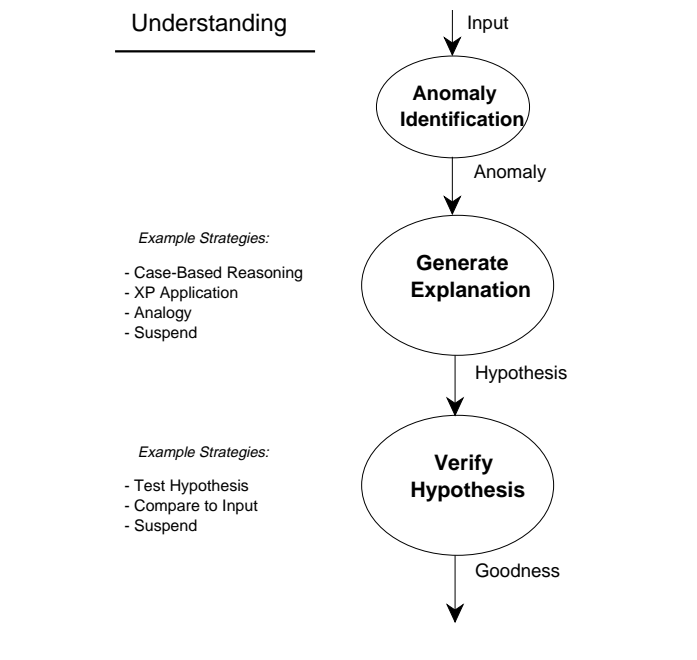 Understanding
Input
Anomaly
Identification
Anomaly
Example Strategies:
- Case-Based Reasoning
- XP Application
- Analogy
- Suspend
Generate
Explanation
Hypothesis
Example Strategies:
- Test Hypothesis
- Compare to Input
- Suspend
Verify
Hypothesis
Goodness